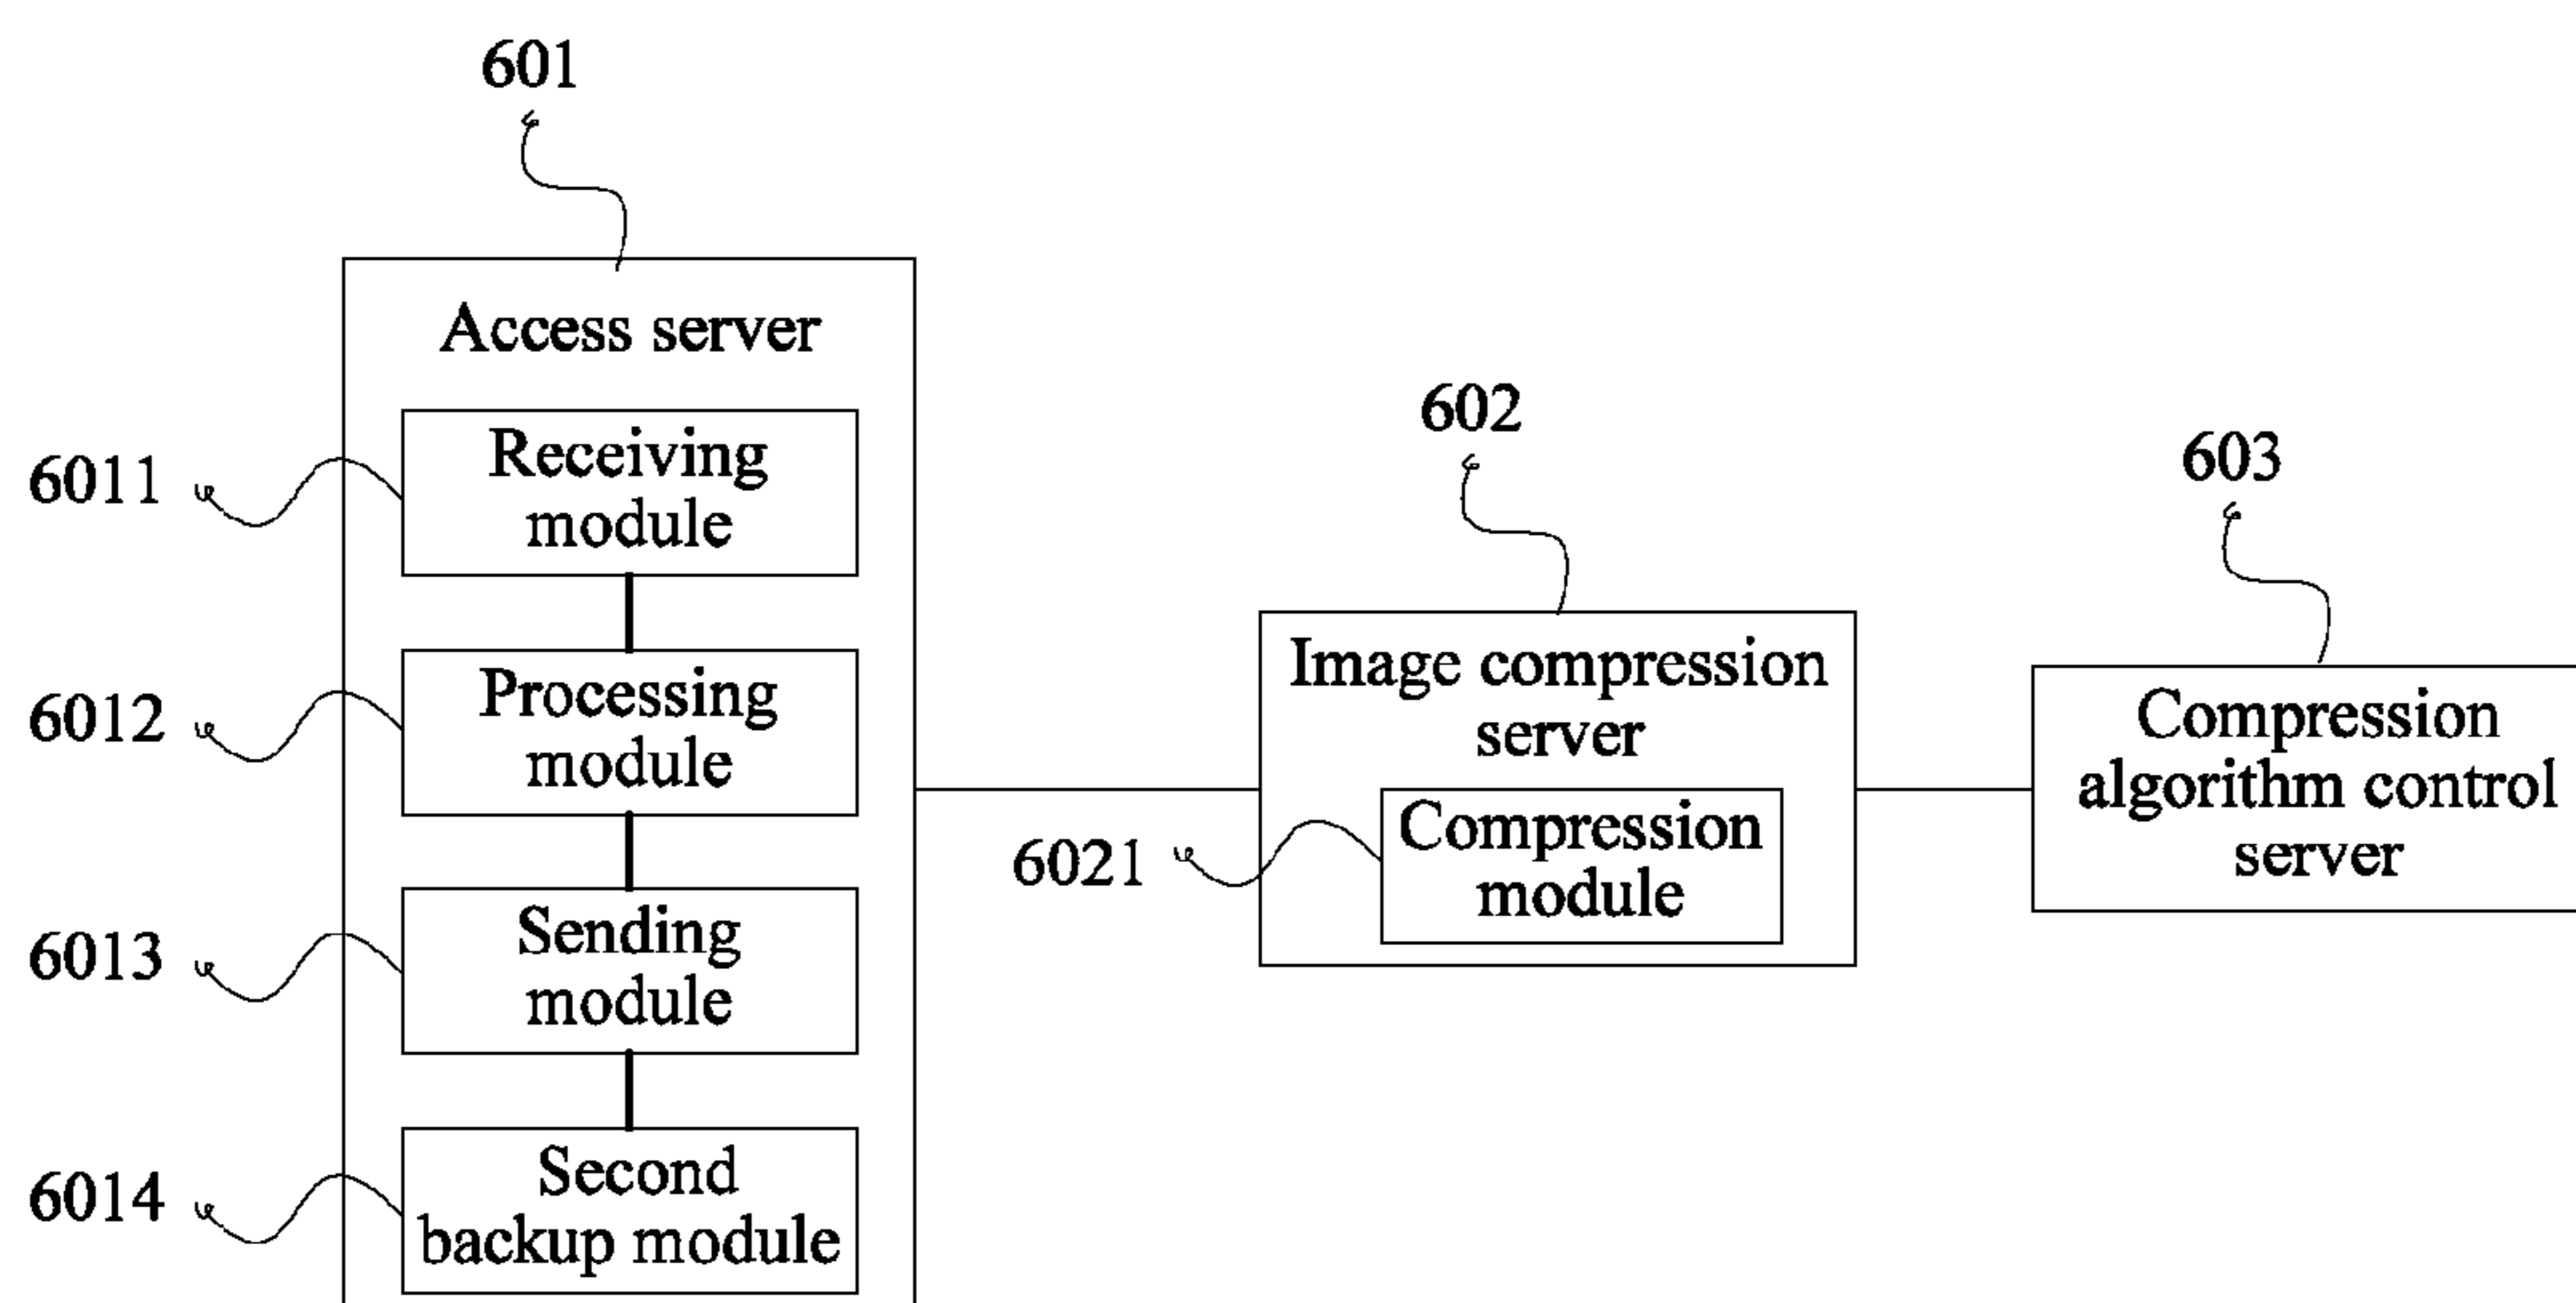 601
Access server
6011
Receiving
module
6012
Processing
module
6013
Sending
module
6014
Second
backup module
602
Image compression
server
6021
Compression
module
603
Compression
algorithm control
server